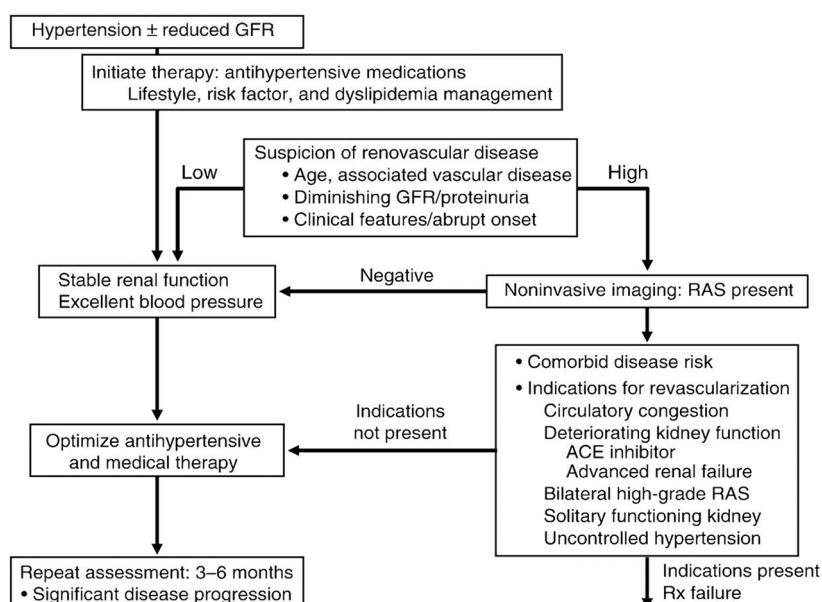 Hypertension ± reduced GFR
Initiate therapy: antihypertensive medications
Lifestyle, risk factor, and dyslipidemia management
Suspicion of renovascular disease
• Age, associated vascular disease
• Diminishing GFR/proteinuria
• Clinical features/abrupt onset
Low
High
Stable renal function
Excellent blood pressure
Negative
Noninvasive imaging: RAS present
• Comorbid disease risk
• Indications for revascularization
Circulatory congestion
Deteriorating kidney function
ACE inhibitor
Advanced renal failure
Bilateral high-grade RAS
Solitary functioning kidney
Uncontrolled hypertension
Indications
not present
Optimize antihypertensive
and medical therapy
Repeat assessment: 3–6 months
• Significant disease progression
Indications present
Rx failure